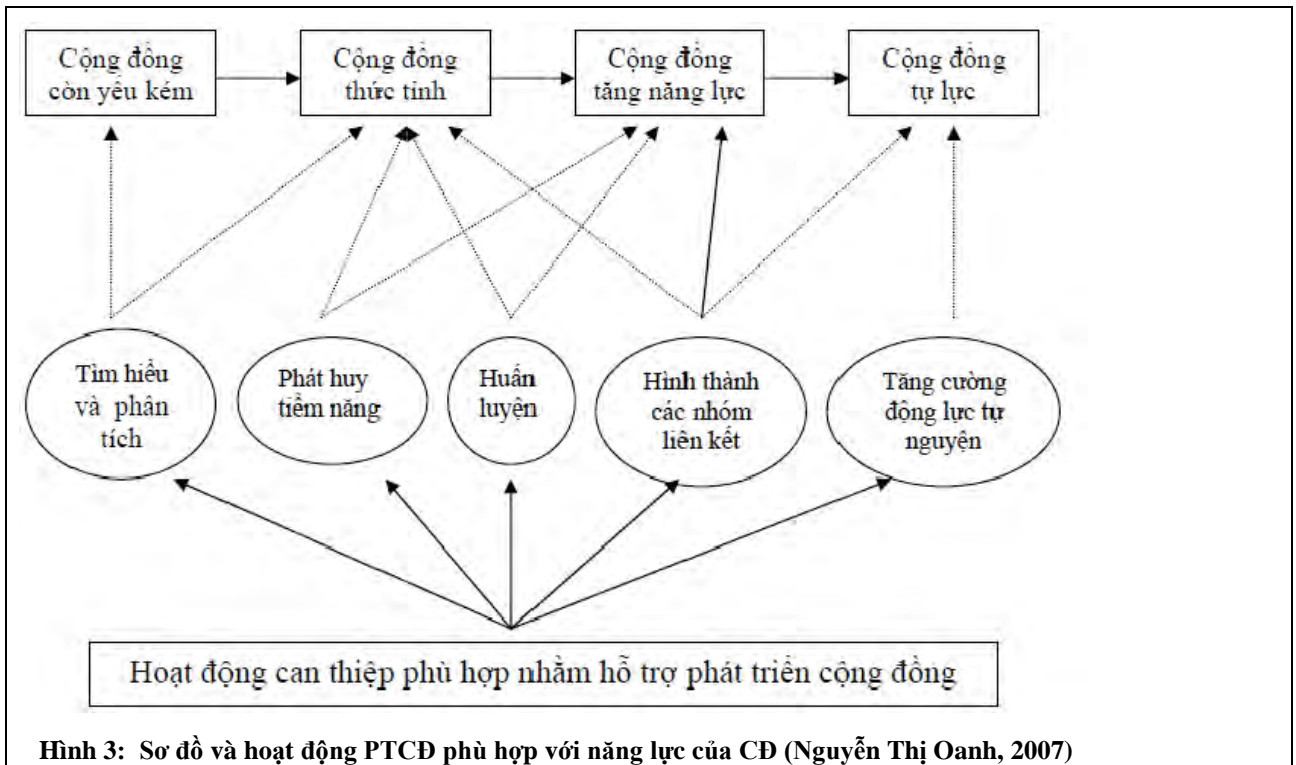 Cộng đồng
còn yêu kém
Cộng đồng
thức tỉnh
Cộng đồng
tăng năng lực
Cộng đồng
tự lực
Tìm hiểu
và phân
tích
Phát huy
tiềm năng
Huấn
luyện
Hình thành
các nhóm
liên kết
Tăng cường
động lực tự
nguyện
Hoạt động can thiệp phù hợp nhằm hỗ trợ phát triển cộng đồng
Hình 3: Sơ đồ và hoạt động PTCĐ phù hợp với năng lực của CĐ (Nguyễn Thị Oanh, 2007)